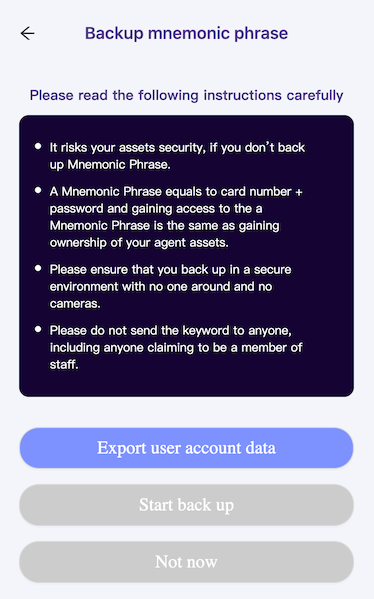 Backup mnemonic phrase
Please read the following instructions carefully
It risks your assets security, if you don’t back
up Mnemonic Phrase.
A Mnemonic Phrase equals to card number +
password and gaining access to the a
Mnemonic Phrase is the same as gaining
ownership of your agent assets.
Please ensure that you back up in a secure
environment with no one around and no
cameras.
Please do not send the keyword to anyone,
including anyone claiming to be a member of
staff.
Export user account data
Start back up
Not now